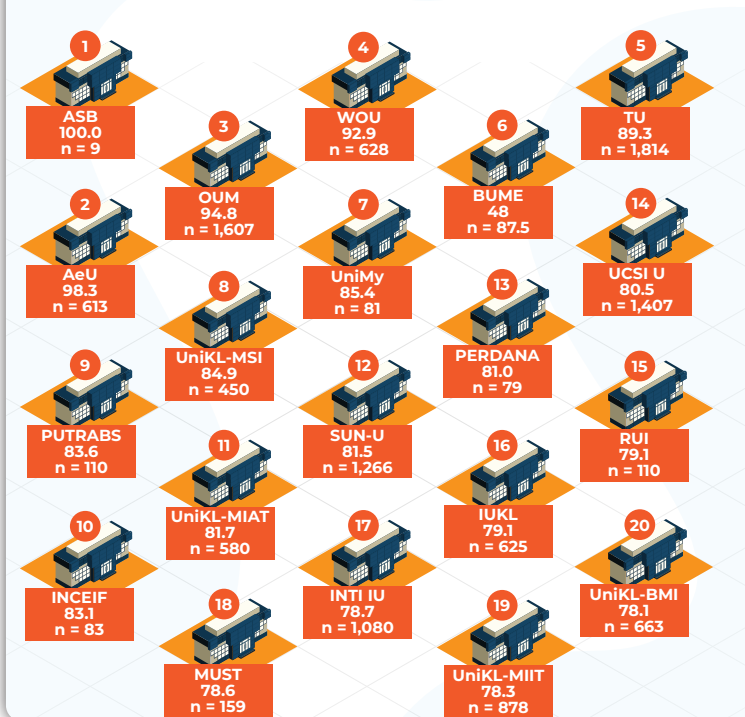 1
ASB
100.0
n = 9
2
AeU
98.3
n = 613
3
OUM
94.8
n = 1,607
4
WOU
92.9
n = 628
5
TU
89.3
n = 1,814
6
BUME
48
n = 87.5
7
UniMy
85.4
n = 81
8
UniKL-MSI
84.9
n = 450
9
PUTRABS
83.6
n = 110
10
INCEIF
83.1
n = 83
11
UniKL-MIAT
81.7
n = 580
12
SUN-U
81.5
n = 1,266
13
PERDANA
81.0
n = 79
14
UCSI U
80.5
n = 1,407
15
RUI
79.1
n = 110
16
IUKL
79.1
n = 625
17
INTI IU
78.7
n = 1,080
18
MUST
78.6
n = 159
19
UniKL-MIIT
78.3
n = 878
20
UniKL-BMI
78.1
n = 663